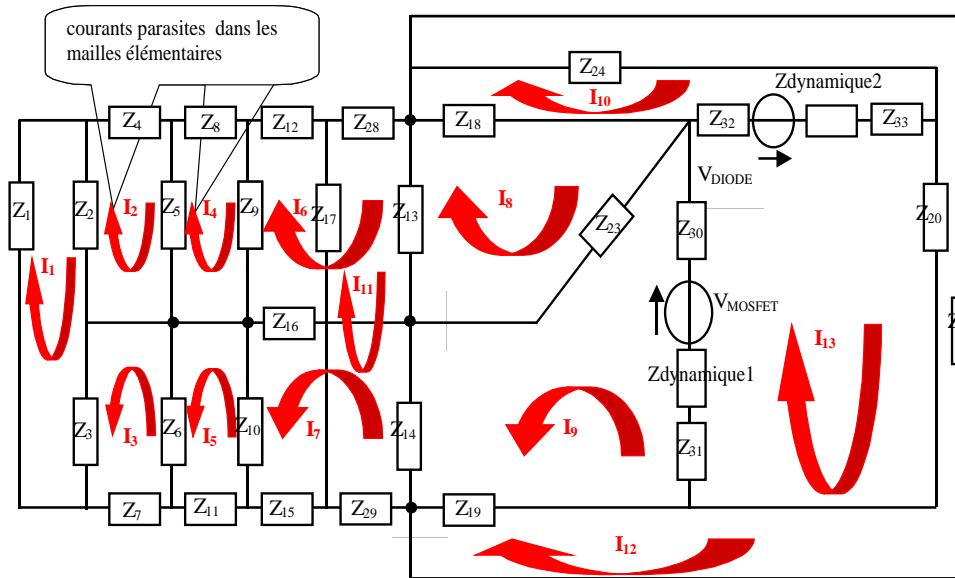 courants parasites dans les
mailles élémentaires
Z24
Zdynamique2
I10
Z4
Z8
Z12
Z28
Z18
Z32
Z33
VDIODE
Z1
Z2
I2
Z5
I4
Z9
I6
Z17
Z13
I8
Z23
Z30
Z20
I1
I11
VMOSFET
Z16
Z
I13
Zdynamique1
Z3
I3
Z6
I5
Z10
I7
Z14
I9
Z31
Z7
Z11
Z15
Z29
Z19
I12